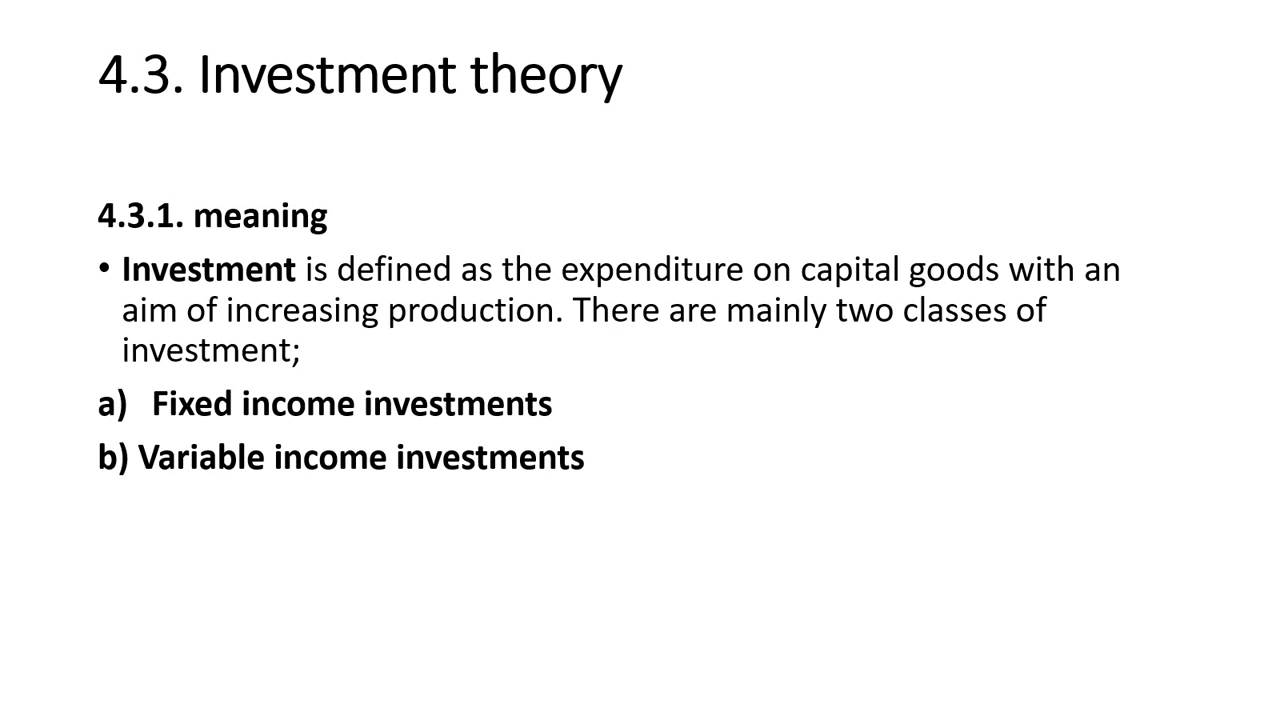 4.3. Investment theory
4.3.1. meaning
• Investment is defined as the expenditure on capital goods with an
aim of increasing production. There are mainly two classes of
investment;
a) Fixed income investments
b) Variable income investments